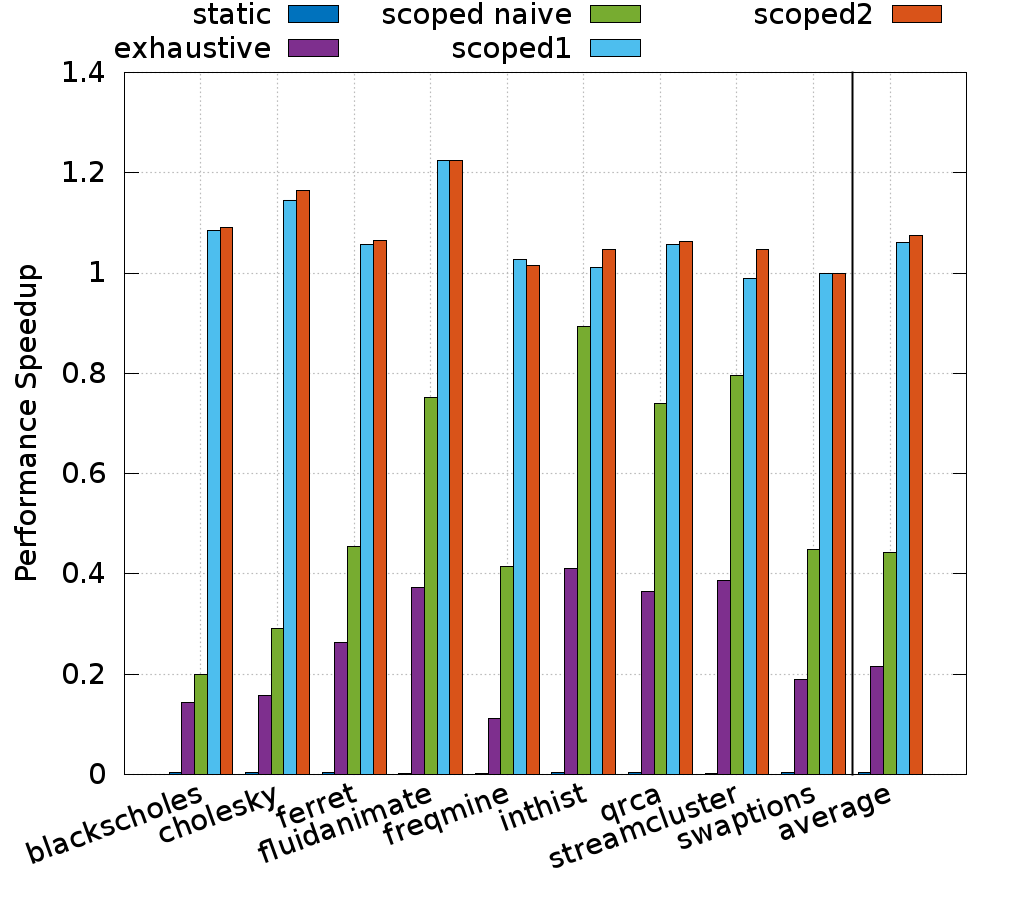 static scoped naive scoped2
exhaustive scoped1
1.4
1.2
1
0.8
0.6
0.4
0.2
0
Performance Speedup
blackscholes
cholesky
ferret
fluidanimate
freqmine
inthist
qrca
streamcluster
swaptions
average